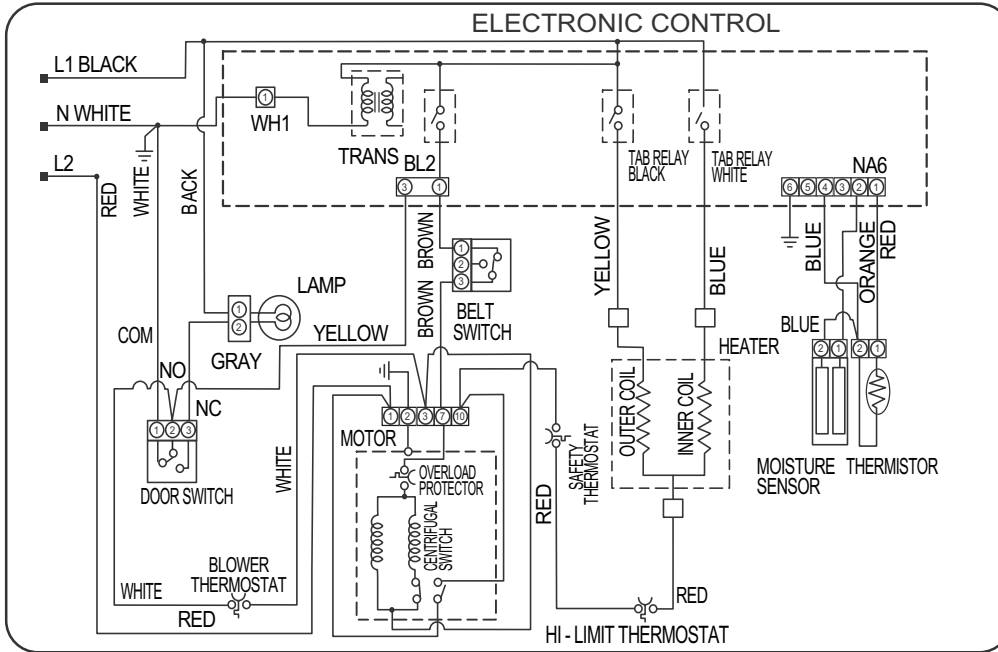 ELECTRONIC CONTROL
L1 BLACK
N WHITE
L2
RED
WHITE
BACK
1
WH1
TRANS
BL2
3 1
TAB RELAY
BLACK
TAB RELAY
WHITE
NA6
6 5 4 3 2 1
BROWN
BROWN
1
2
3
BELT
SWITCH
YELLOW
BLUE
BLUE
ORANGE
RED
LAMP
1
2
GRAY
YELLOW
COM
NO
NC
1 2 3
DOOR SWITCH
WHITE
MOTOR
1 2 3 7 10
OVERLOAD
PROTECTOR
CENTRIFUGAL
SWITCH
SAFETY
THERMOSTAT
RED
HEATER
OUTER COIL
INNER COIL
BLUE
2 1 2 1
MOISTURE
SENSOR
THERMISTOR
BLOWER
THERMOSTAT
WHITE
RED
RED
HI - LIMIT THERMOSTAT